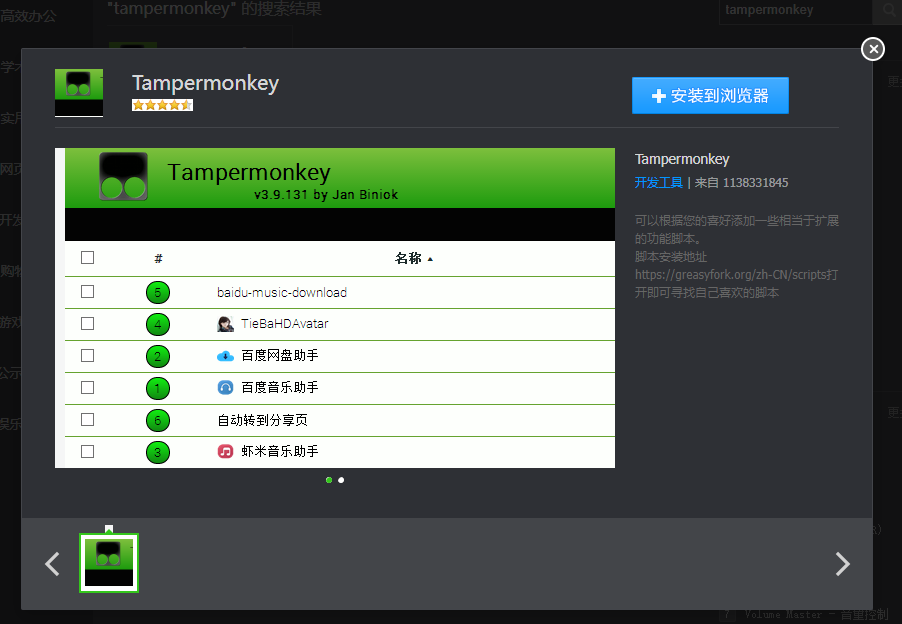 高效办公
"tampermonkey" 的搜索结果
tampermonkey
Tampermonkey
安装到浏览器
Tampermonkey
v3.9.131 by Jan Biniok
# 名称
5 baidu-music-download
4 TieBaHDAvatar
2 百度网盘助手
1 百度音乐助手
6 自动转到分享页
3 虾米音乐助手
Tampermonkey
开发工具 | 来自 1138331845
可以根据您的喜好添加一些相当于扩展
的功能脚本。
脚本安装地址
https://greasyfork.org/zh-CN/scripts打
开即可寻找自己喜欢的脚本
Volume Master - 音量控制